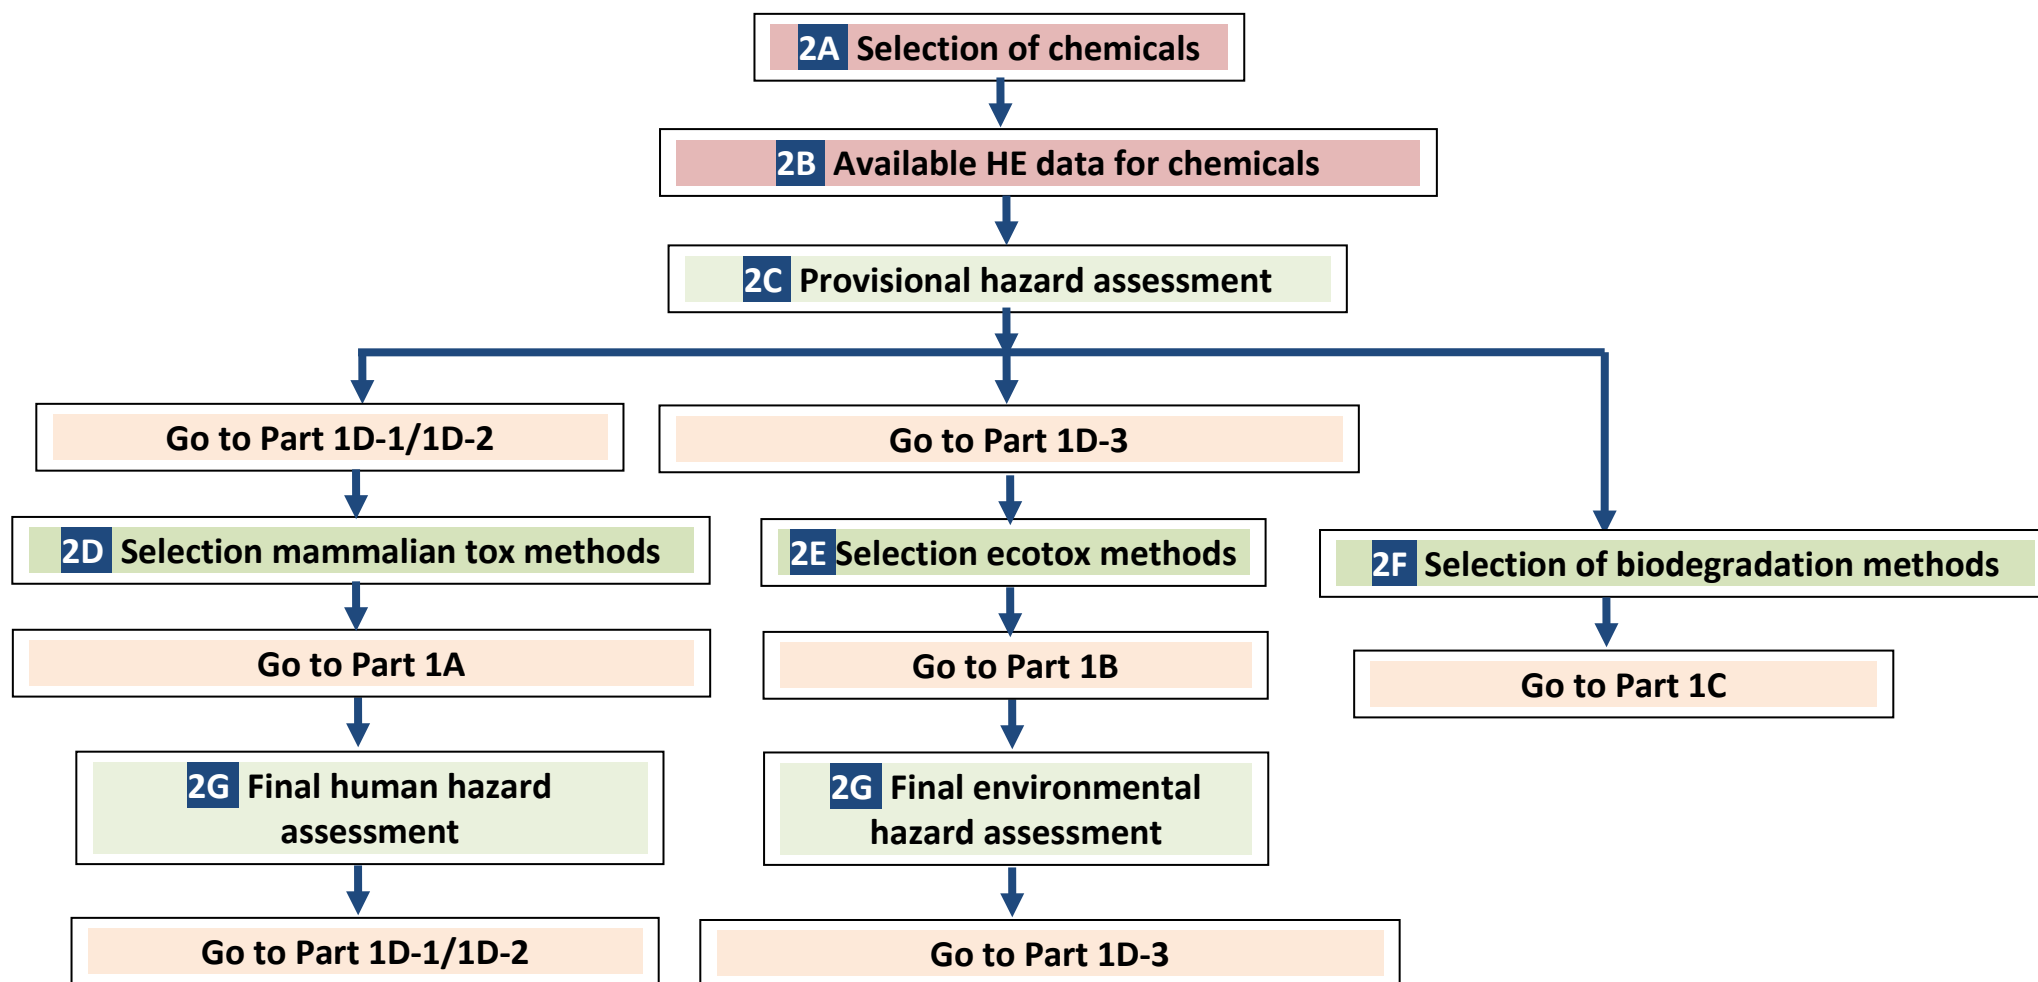 2A Selection of chemicals
2B Available HE data for chemicals
2C Provisional hazard assessment
Go to Part 1D-1/1D-2
Go to Part 1D-3
2D Selection mammalian tox methods
2E Selection ecotox methods
2F Selection of biodegradation methods
Go to Part 1A
Go to Part 1B
Go to Part 1C
2G Final human hazard
assessment
2G Final environmental
hazard assessment
Go to Part 1D-1/1D-2
Go to Part 1D-3